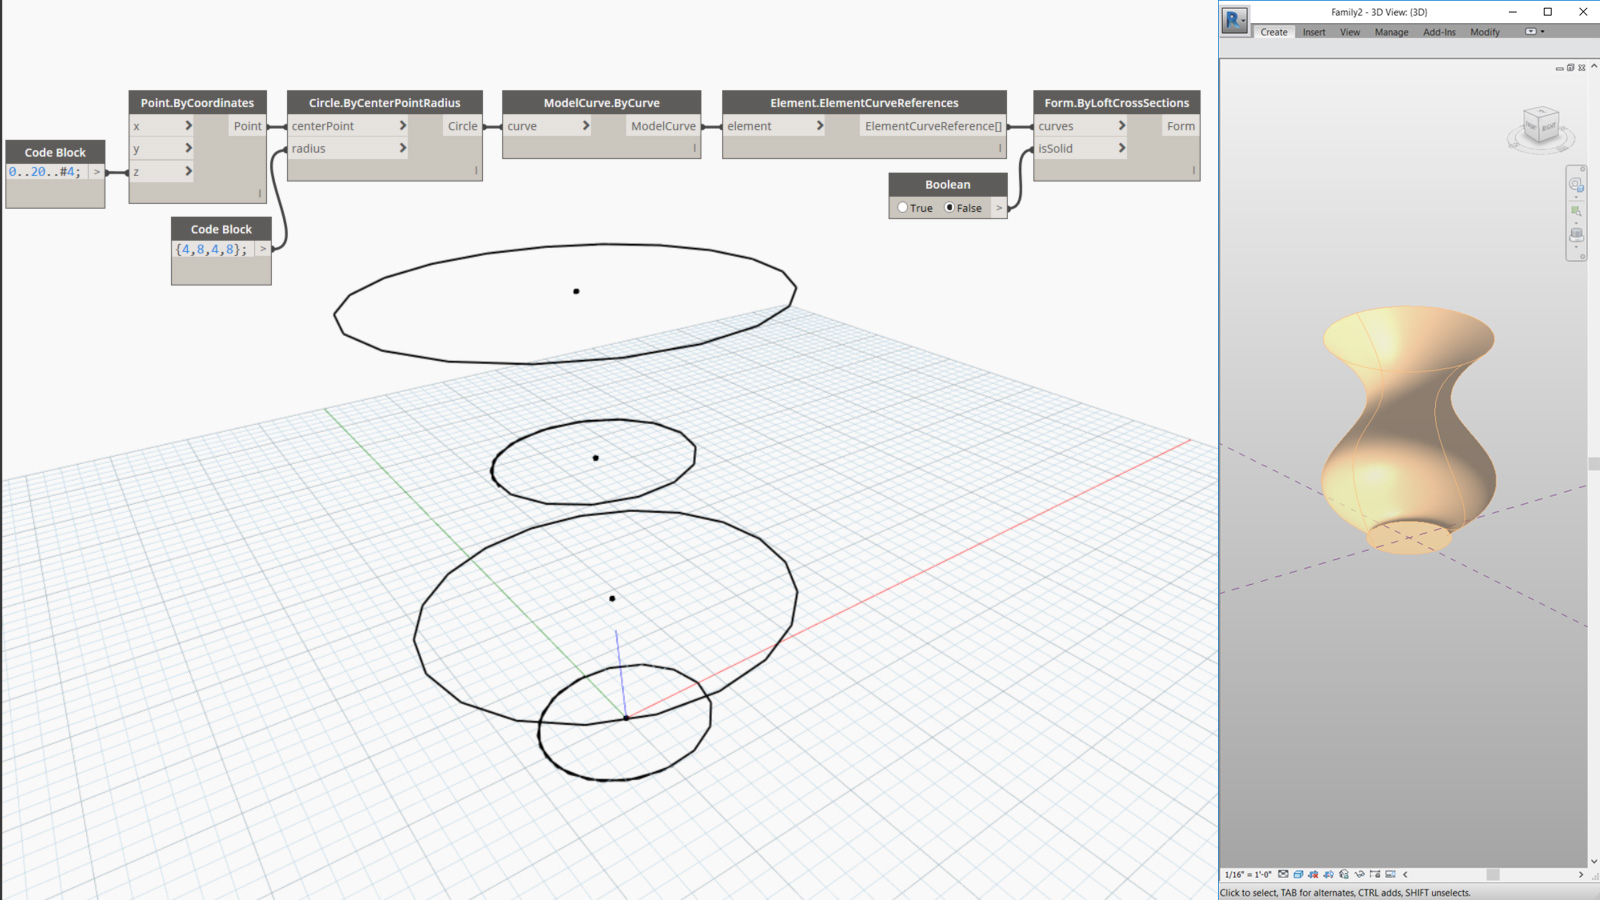 Code Block
0..20..#4; >
Point.ByCoordinates
x > Point
y >
z >
Code Block
{4,8,4,8}; >
Circle.ByCenterPointRadius
centerPoint > Circle
radius >
ModelCurve.ByCurve
curve > ModelCurve
Element.ElementCurveReferences
element > ElementCurveReference[]
Boolean
True False >
Form.ByLoftCrossSections
curves > Form
isSolid >
Family2 - 3D View: {3D}
R
Create Insert View Manage Add-Ins Modify
FRONT RIGHT
1/16" = 1'-0"
Click to select, TAB for alternates, CTRL adds, SHIFT unselects.